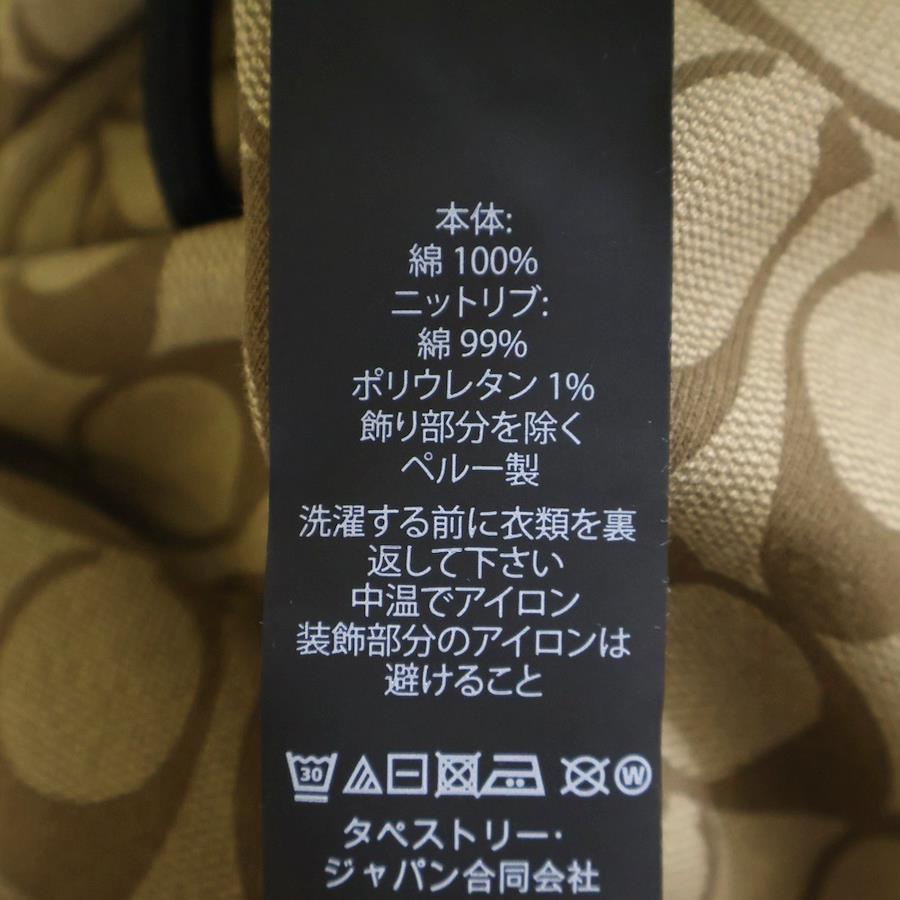 本体:
綿 100%
ニットリブ:
綿 99%
ポリウレタン 1%
飾り部分を除く
ペルー製
洗濯する前に衣類を裏
返して下さい
中温でアイロン
装飾部分のアイロンは
避けること
30 W
タペストリー・
ジャパン合同会社